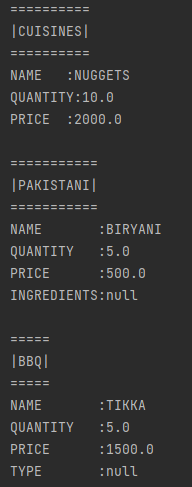 ==========
|CUISINES|
==========
NAME   :NUGGETS
QUANTITY:10.0
PRICE  :2000.0

===========
|PAKISTANI|
===========
NAME       :BIRYANI
QUANTITY   :5.0
PRICE      :500.0
INGREDIENTS:null

=====
|BBQ|
=====
NAME       :TIKKA
QUANTITY   :5.0
PRICE      :1500.0
TYPE       :null